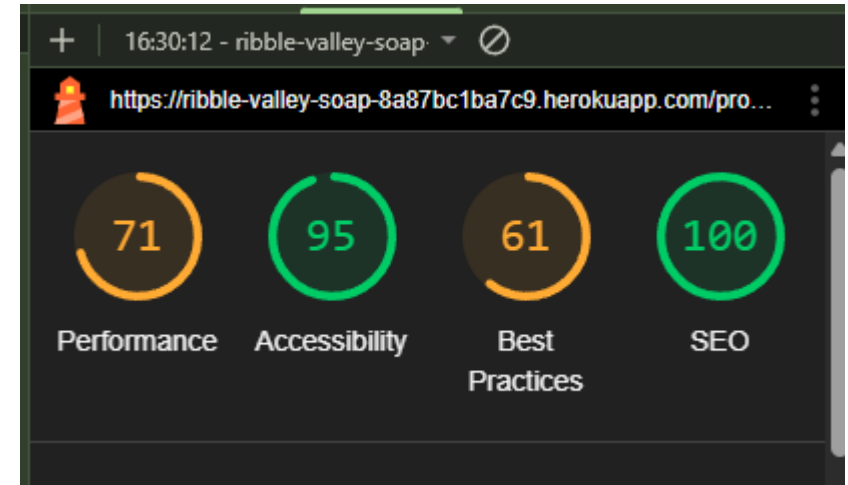 16:30:12 - ribble-valley-soap-
https://ribble-valley-soap-8a87bc1ba7c9.herokuapp.com/pro...
71 95 61 100
Performance Accessibility Best Practices SEO